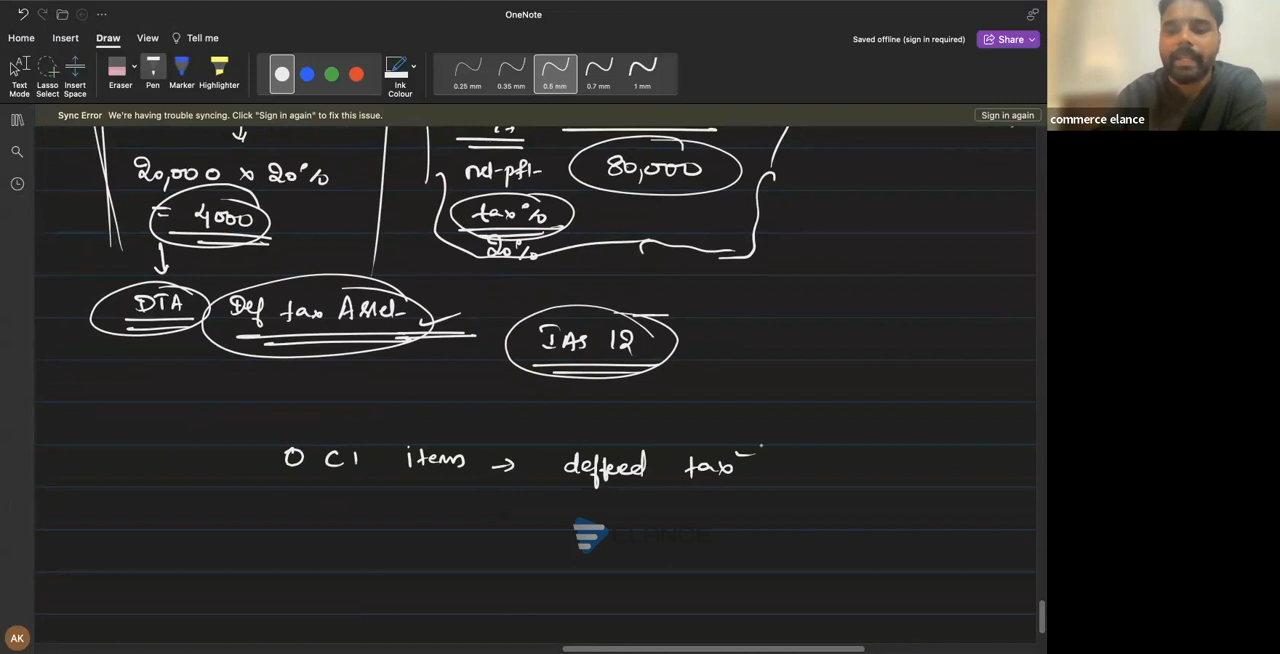 OneNote
Home Insert Draw View Tell me
Saved offline (sign in required) Share
Text Mode
Lasso Select
Insert Space
Eraser
Pen
Marker
Highlighter
Ink Colour
0.25 mm 0.35 mm 0.5 mm 0.7 mm 1 mm
Sync Error We're having trouble syncing. Click "Sign in again" to fix this issue. Sign in again
commerce elance
20,000 x 20%
= 4000
net-pft-
80,000
tax %
20%
DTA
Def tax Asset
IAS 12
OCI items → deffeed tax
ELANCE
AK